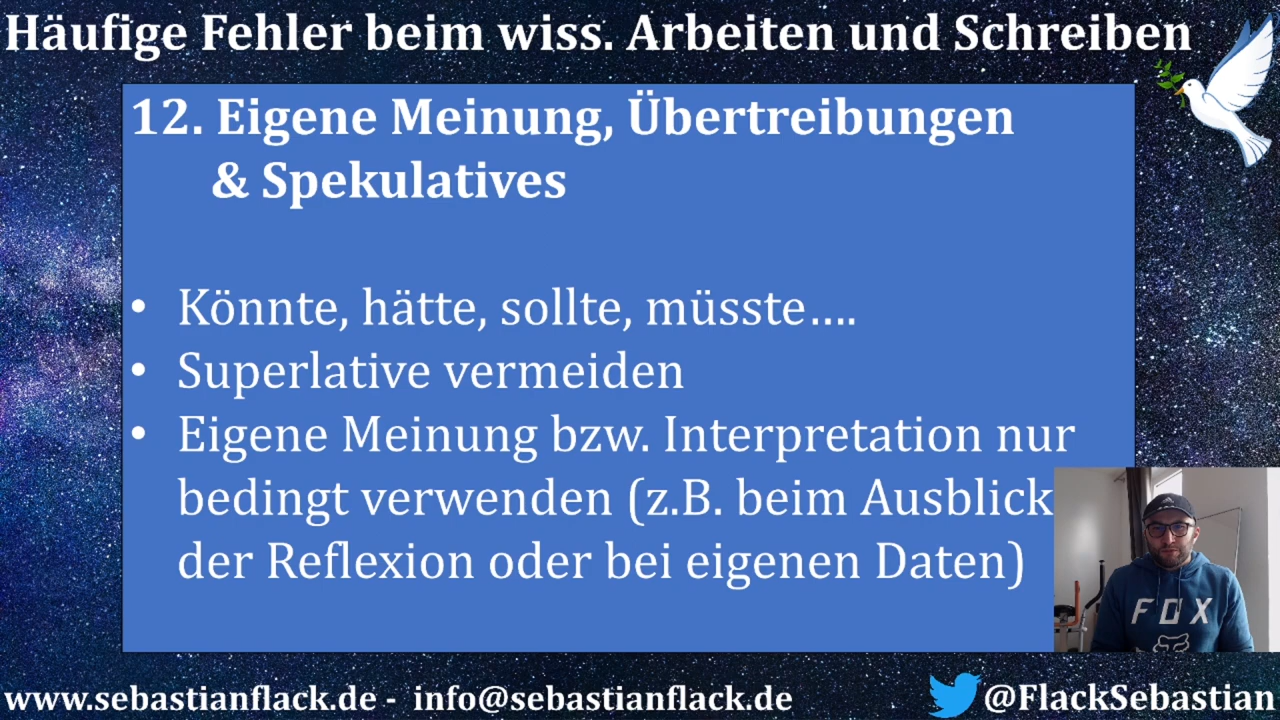 Häufige Fehler beim wiss. Arbeiten und Schreiben
12. Eigene Meinung, Übertreibungen
& Spekulatives
• Könnte, hätte, sollte, müsste….
• Superlative vermeiden
• Eigene Meinung bzw. Interpretation nur
bedingt verwenden (z.B. beim Ausblick
der Reflexion oder bei eigenen Daten)
FOX
www.sebastianflack.de - info@sebastianflack.de
@FlackSebastian